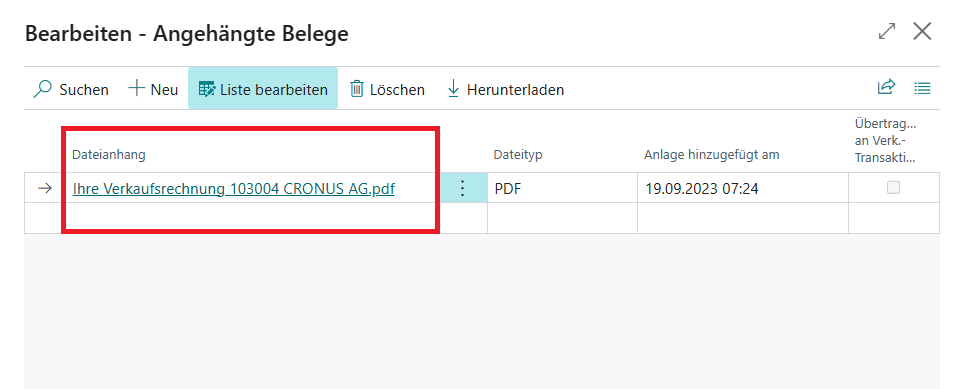 Bearbeiten - Angehängte Belege
Suchen Neu Liste bearbeiten Löschen Herunterladen
Dateianhang Dateityp Anlage hinzugefügt am Übertrag... an Verk.- Transakti...
Ihre Verkaufsrechnung 103004 CRONUS AG.pdf PDF 19.09.2023 07:24